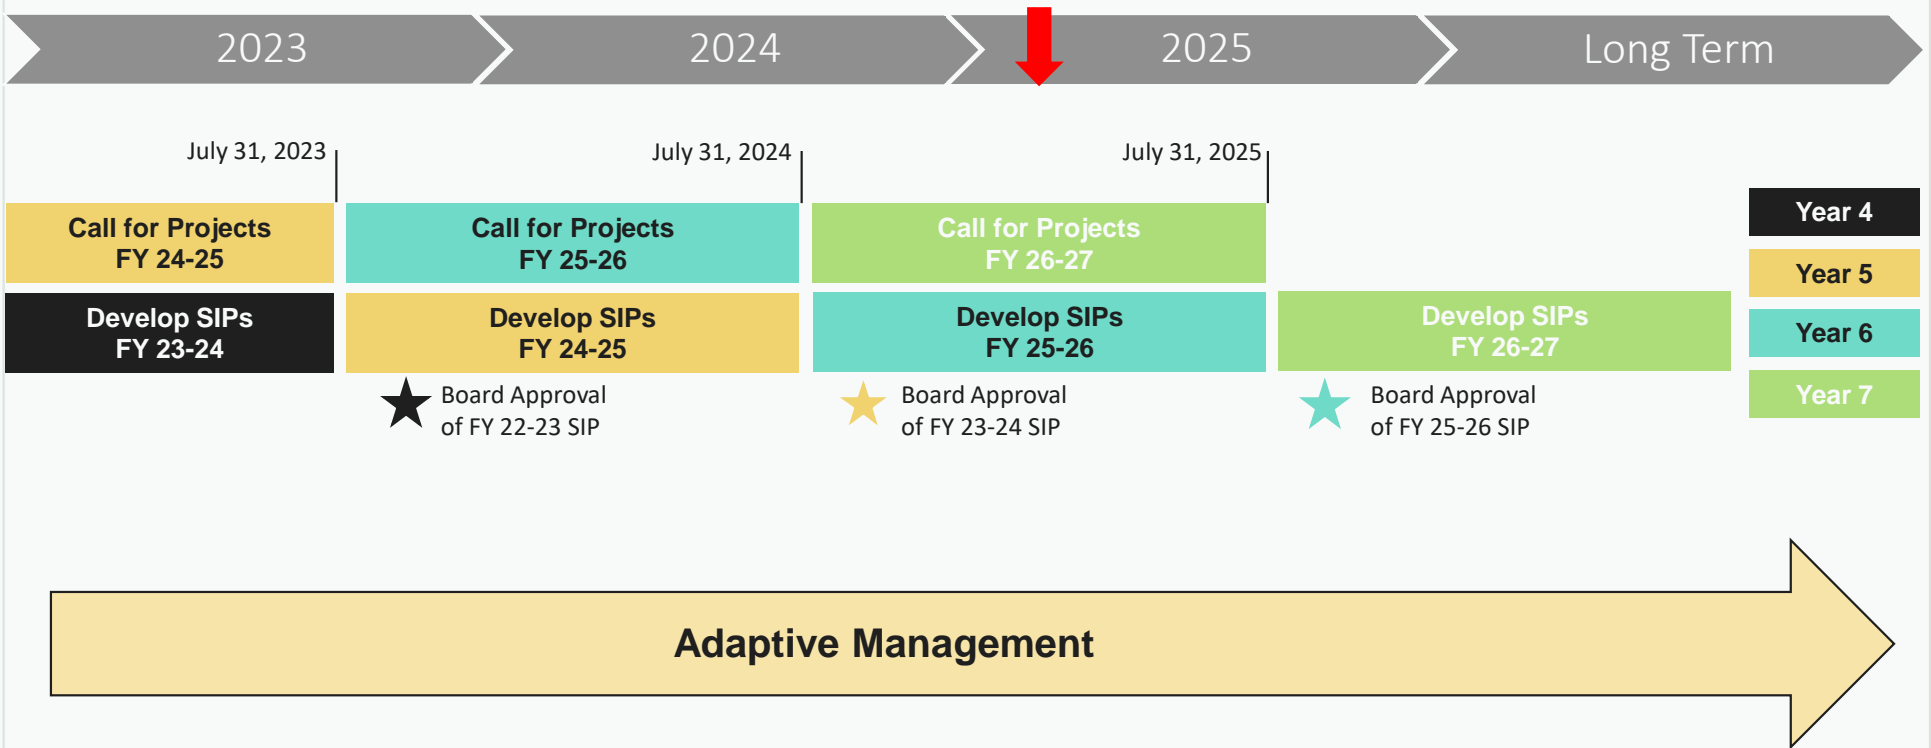 2023
2024
2025
Long Term
July 31, 2023
July 31, 2024
July 31, 2025
Call for Projects
FY 24-25
Call for Projects
FY 25-26
Call for Projects
FY 26-27
Develop SIPs
FY 23-24
Develop SIPs
FY 24-25
Develop SIPs
FY 25-26
Develop SIPs
FY 26-27
Year 4
Year 5
Year 6
Year 7
Board Approval
of FY 22-23 SIP
Board Approval
of FY 23-24 SIP
Board Approval
of FY 25-26 SIP
Adaptive Management